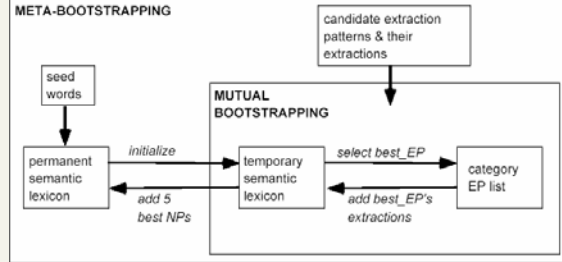 META-BOOTSTRAPPING
candidate extraction
patterns & their
extractions
seed
words
MUTUAL
BOOTSTRAPPING
permanent
semantic
lexicon
initialize
add 5
best NPs
temporary
semantic
lexicon
select best_EP
add best_EP's
extractions
category
EP list